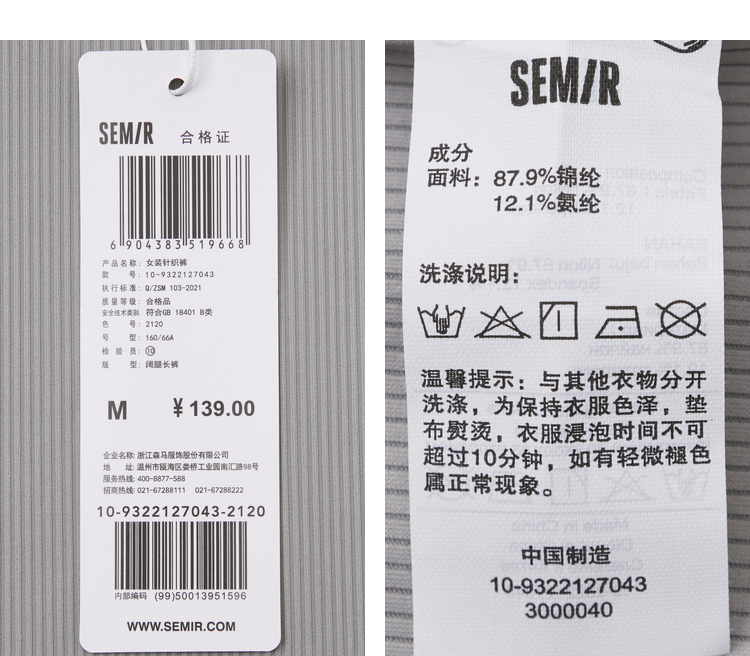 SEMIR 合格证
6 904383 519668
产品名称: 女装针织裤
款 号: 10-9322127043
执行标准: Q/ZSM 103-2021
质量等级: 合格品
安全技术类别: 符合GB 18401 B类
色 号: 2120
号 型: 160/66A
检 验 员: ⑩
版 型: 阔腿长裤
M ¥139.00
企业名称: 浙江森马服饰股份有限公司
地 址: 温州市瓯海区娄桥工业园南汇路98号
服务热线: 400-8877-588
招商热线: 021-67288111 021-67288222
10-9322127043-2120
内部编码 (99)50013951596
WWW.SEMIR.COM
SEMIR
成分
面料: 87.9%锦纶
12.1%氨纶
洗涤说明:
温馨提示: 与其他衣物分开
洗涤, 为保持衣服色泽, 垫
布熨烫, 衣服浸泡时间不可
超过10分钟, 如有轻微褪色
属正常现象。
中国制造
10-9322127043
3000040